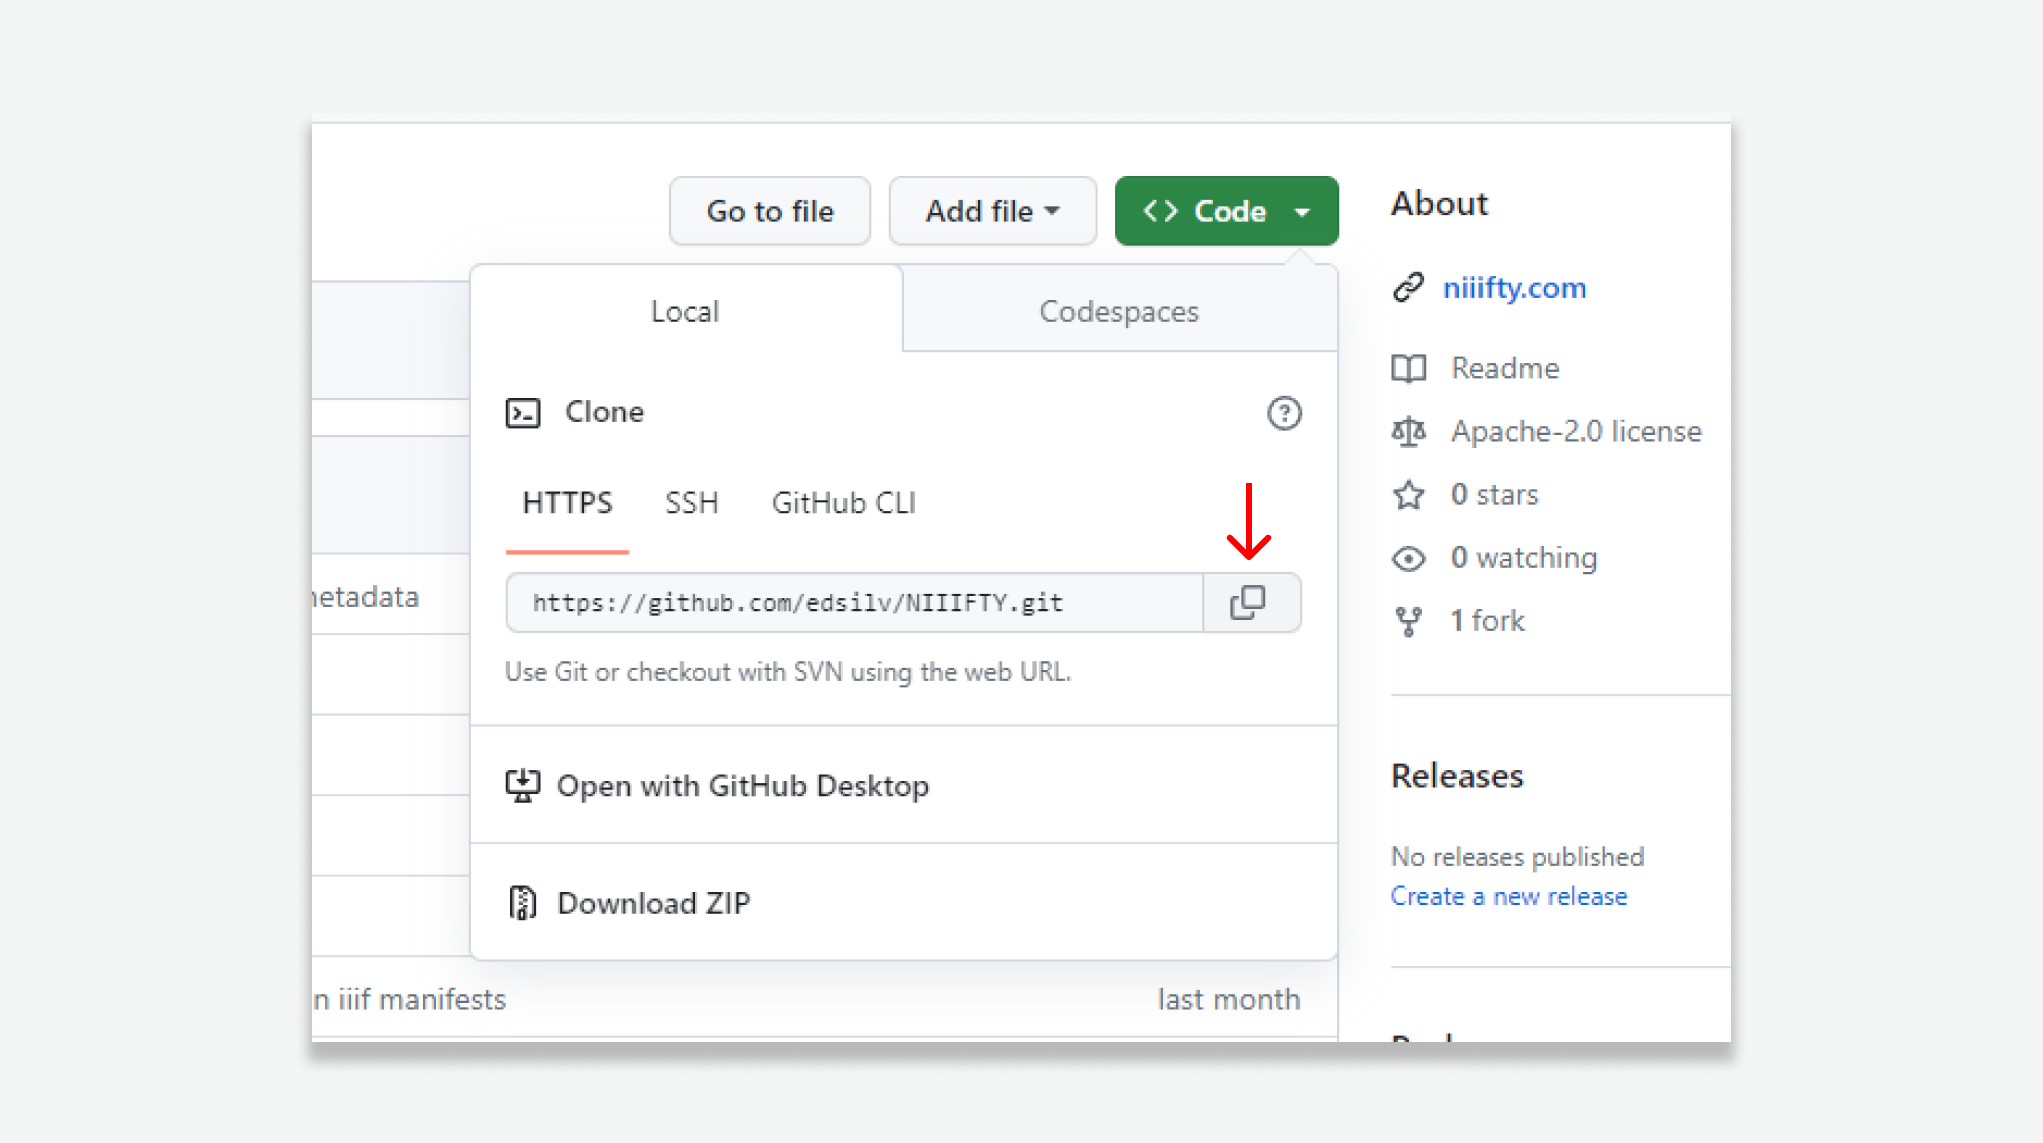 Go to file
Add file
<> Code
Local
Codespaces
Clone
HTTPS
SSH
GitHub CLI
https://github.com/edsilv/NIIIFTY.git
Use Git or checkout with SVN using the web URL.
Open with GitHub Desktop
Download ZIP
etadata
n iiif manifests
last month
About
niiifty.com
Readme
Apache-2.0 license
0 stars
0 watching
1 fork
Releases
No releases published
Create a new release